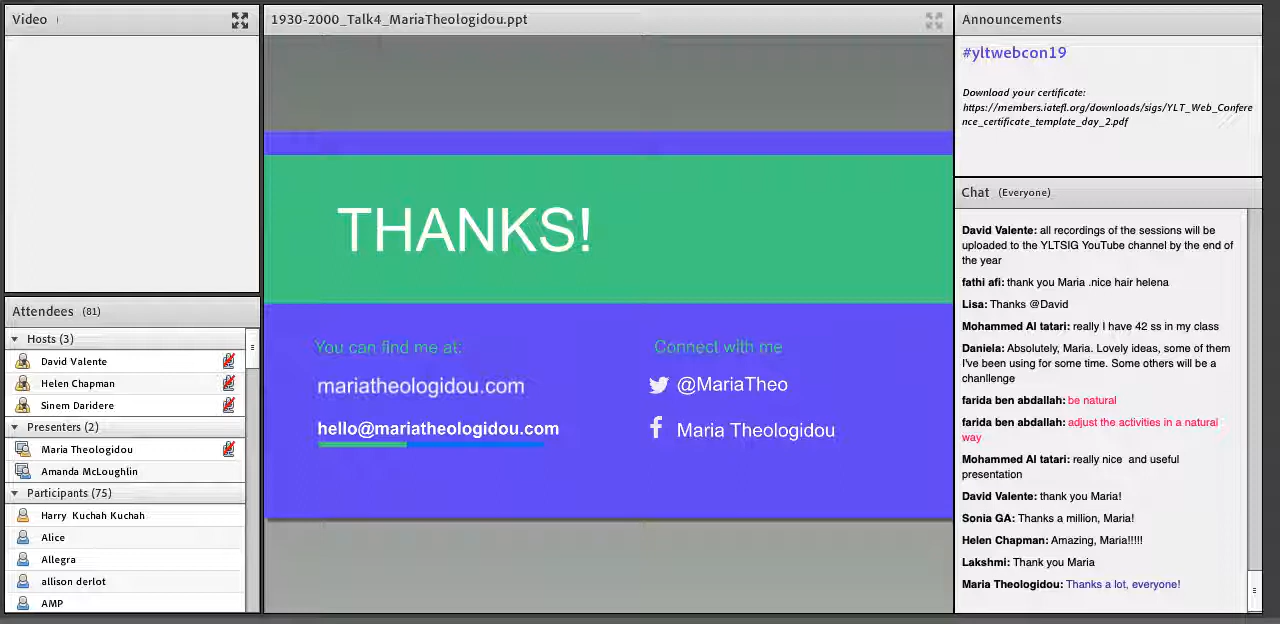 Video
Attendees (81)
Hosts (3)
David Valente
Helen Chapman
Sinem Daridere
Presenters (2)
Maria Theologidou
Amanda McLoughlin
Participants (75)
Harry Kuchah Kuchah
Alice
Allegra
allison derlot
AMP
1930-2000_Talk4_MariaTheologidou.ppt
THANKS!
You can find me at:
mariatheologidou.com
hello@mariatheologidou.com
Connect with me
@MariaTheo
Maria Theologidou
Announcements
#yltwebcon19
Download your certificate:
https://members.iatefl.org/downloads/sigs/YLT_Web_Confere
nce_certificate_template_day_2.pdf
Chat (Everyone)
David Valente: all recordings of the sessions will be
uploaded to the YLTSIG YouTube channel by the end of
the year
fathi afi: thank you Maria .nice hair helena
Lisa: Thanks @David
Mohammed Al tatari: really I have 42 ss in my class
Daniela: Absolutely, Maria. Lovely ideas, some of them
I've been using for some time. Some others will be a
chanllenge
farida ben abdallah: be natural
farida ben abdallah: adjust the activities in a natural
way
Mohammed Al tatari: really nice and useful
presentation
David Valente: thank you Maria!
Sonia GA: Thanks a million, Maria!
Helen Chapman: Amazing, Maria!!!!!
Lakshmi: Thank you Maria
Maria Theologidou: Thanks a lot, everyone!